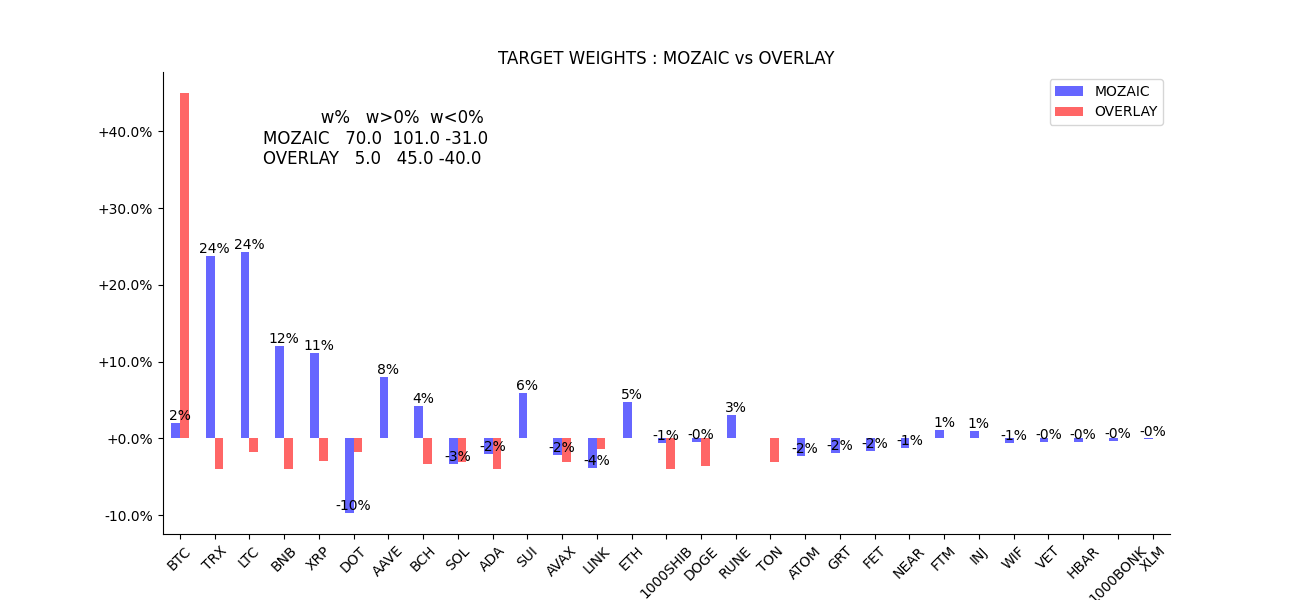 TARGET WEIGHTS : MOZAIC vs OVERLAY
MOZAIC
OVERLAY
w% w>0% w<0%
MOZAIC 70.0 101.0 -31.0
OVERLAY 5.0 45.0 -40.0
+40.0%
+30.0%
+20.0%
+10.0%
+0.0%
-10.0%
2%
24%
24%
12%
11%
-10%
8%
4%
-3%
-2%
6%
-2%
-4%
5%
-1%
-0%
3%
-2%
-2%
-2%
-1%
1%
1%
-1%
-0%
-0%
-0%
-0%
BTC
TRX
LTC
BNB
XRP
DOT
AAVE
BCH
SOL
ADA
SUI
AVAX
LINK
ETH
1000SHIB
DOGE
RUNE
TON
ATOM
GRT
FET
NEAR
FTM
INJ
WIF
VET
HBAR
1000BONK
XLM